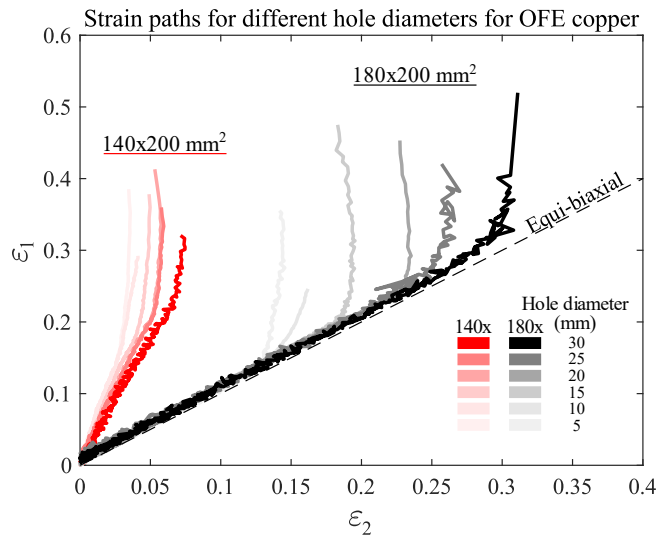 Strain paths for different hole diameters for OFE copper
0.6
0.5
0.4
0.3
0.2
0.1
0
ε1
180x200 mm²
140x200 mm²
Equi-biaxial
Hole diameter
(mm)
140x 180x
30
25
20
15
10
5
0 0.05 0.1 0.15 0.2 0.25 0.3 0.35 0.4
ε2